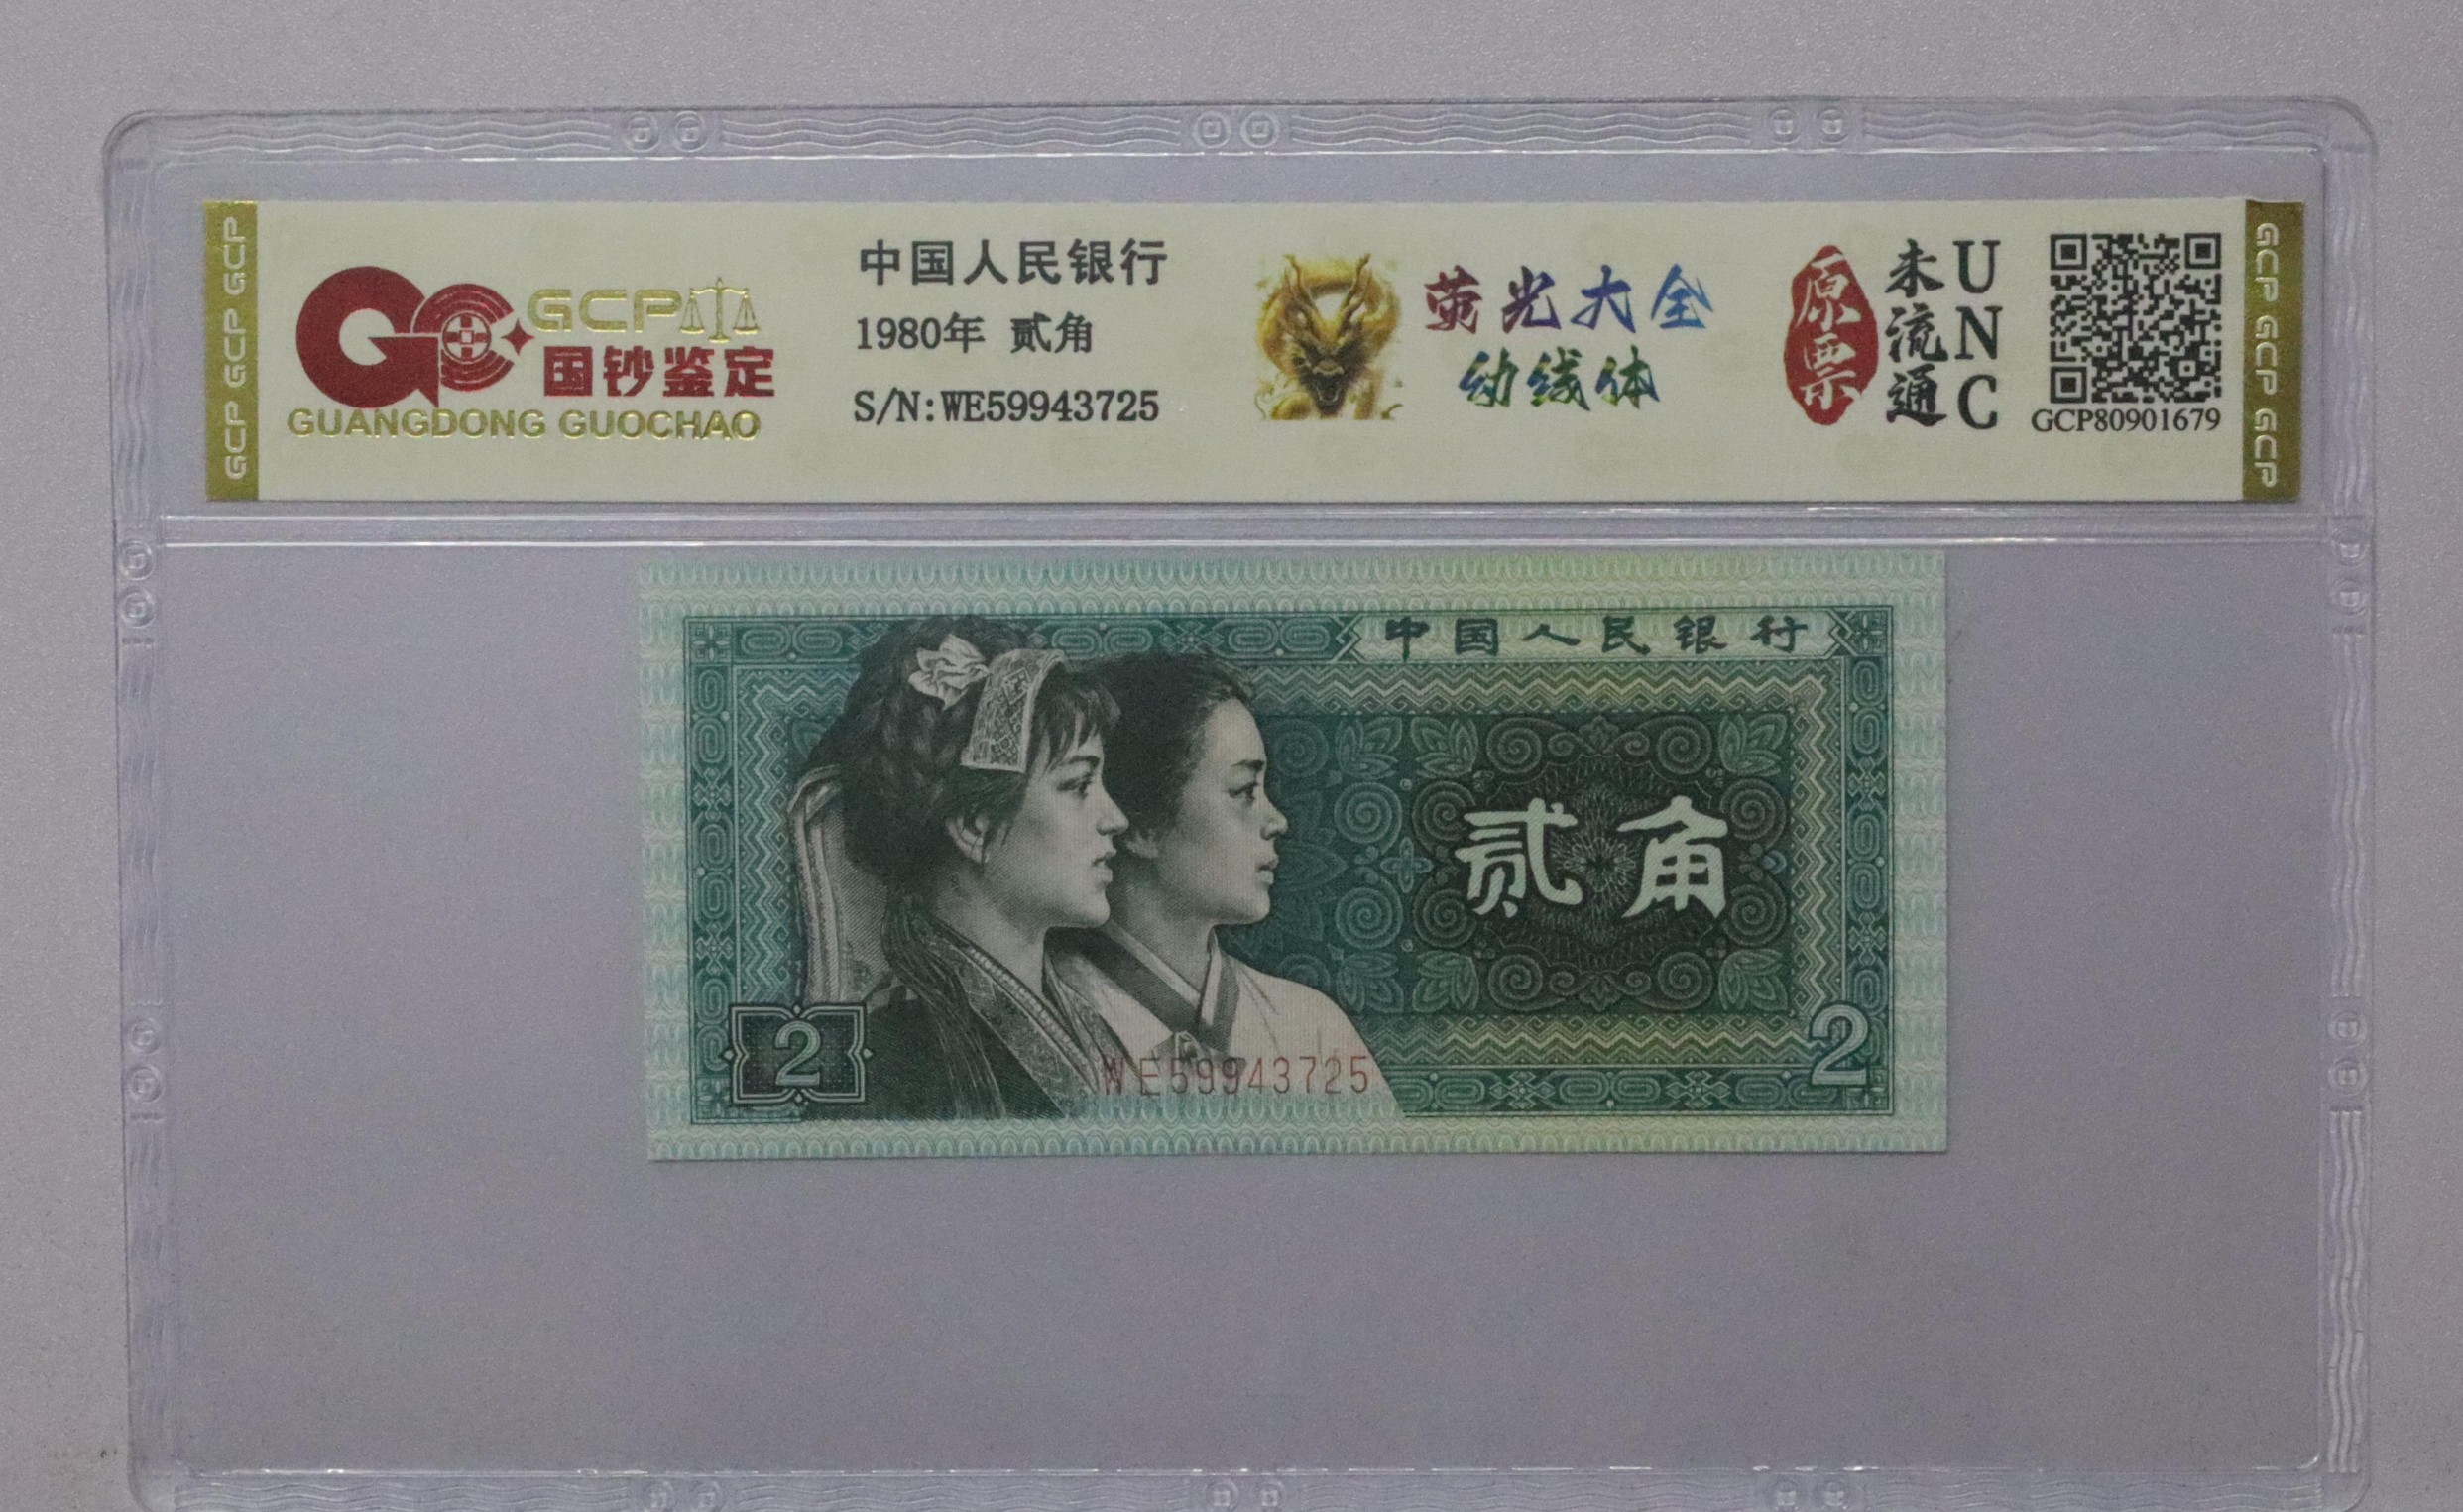 GCP GCP GCP
GCP
国钞鉴定
GUANGDONG GUOCHAO
中国人民银行
1980年 贰角
S/N:WE59943725
荧光大全
幼线体
原票
未流通
UNC
GCP80901679
GCP GCP GCP
中国人民银行
贰角
2
WE59943725
2